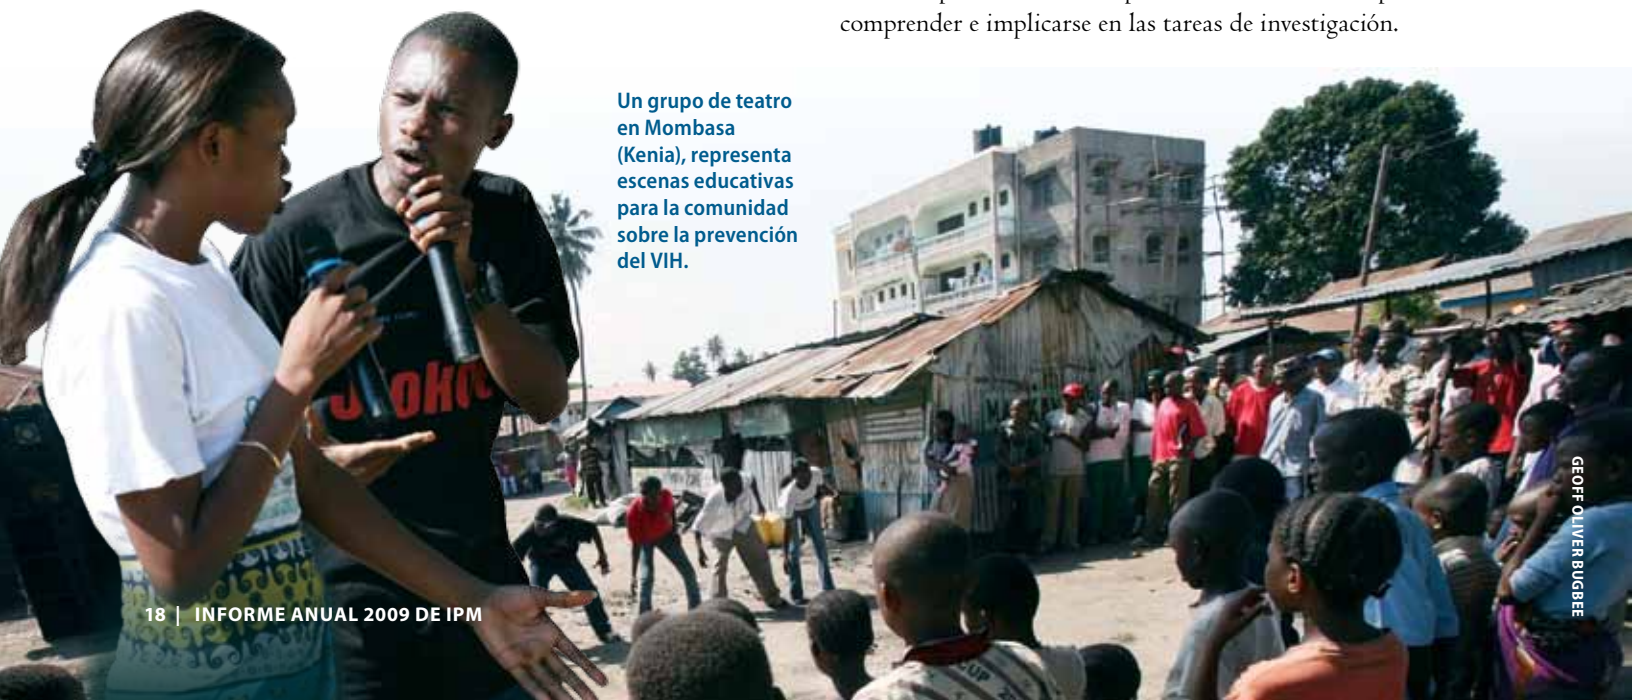 comprender e implicarse en las tareas de investigación.
Un grupo de teatro
en Mombasa
(Kenia), representa
escenas educativas
para la comunidad
sobre la prevención
del VIH.
GEOFF OLIVER BUGBEE
18 | INFORME ANUAL 2009 DE IPM